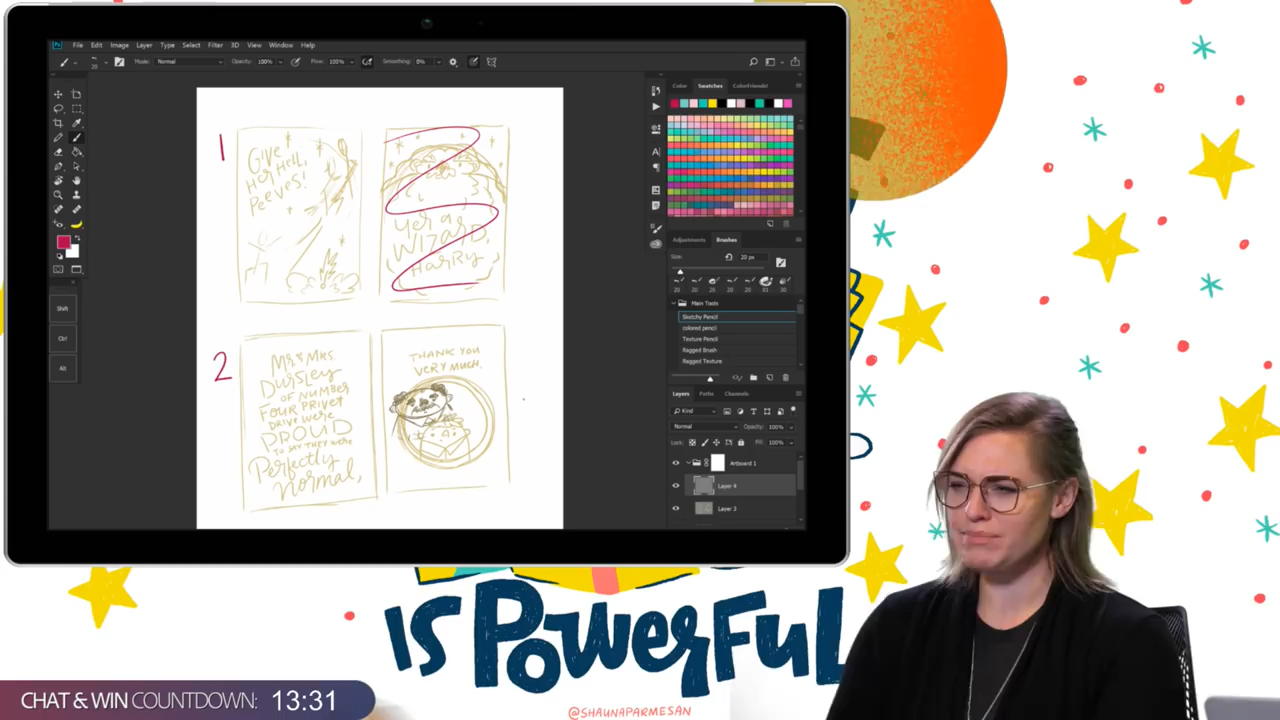 File Edit Image Layer Type Select Filter 3D View Window Help
Mode: Normal Opacity: 100% Flow: 100% Smoothing: 0%
Color Swatches ColorFriends!
1
Give
Her Hell,
Peeves!
Yer a
Wizard,
Harry
2
Mr. & Mrs
Dursley
of number
four Privet
Drive were
PROUD
to say they were
Perfectly
Normal,
THANK YOU
VERY MUCH.
Shift
Ctrl
Alt
Adjustments Brushes
Size: 20 px
Main Tools
Sketchy Pencil
colored pencil
Texture Pencil
Ragged Brush
Ragged Texture
Layers Paths Channels
Kind
Normal Opacity: 100%
Lock: Fill: 100%
Artboard 1
Layer 4
Layer 3
IS POWERFUL
@SHAUNAPARMESAN
CHAT & WIN COUNTDOWN: 13:31